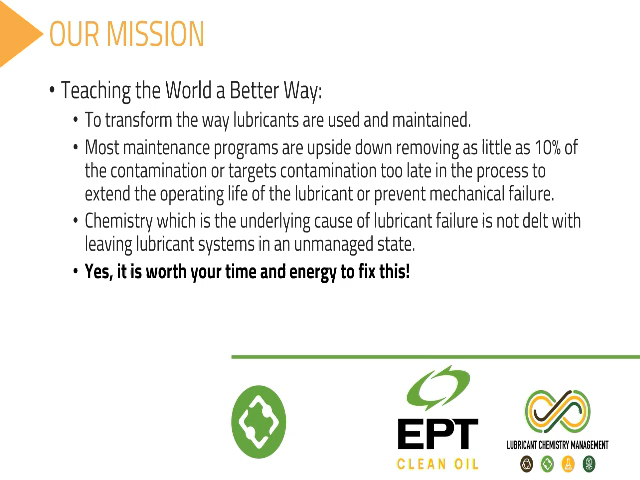 OUR MISSION
• Teaching the World a Better Way:
• To transform the way lubricants are used and maintained.
• Most maintenance programs are upside down removing as little as 10% of
the contamination or targets contamination too late in the process to
extend the operating life of the lubricant or prevent mechanical failure.
• Chemistry which is the underlying cause of lubricant failure is not delt with
leaving lubricant systems in an unmanaged state.
• Yes, it is worth your time and energy to fix this!
EPT
CLEAN OIL
LUBRICANT CHEMISTRY MANAGEMENT